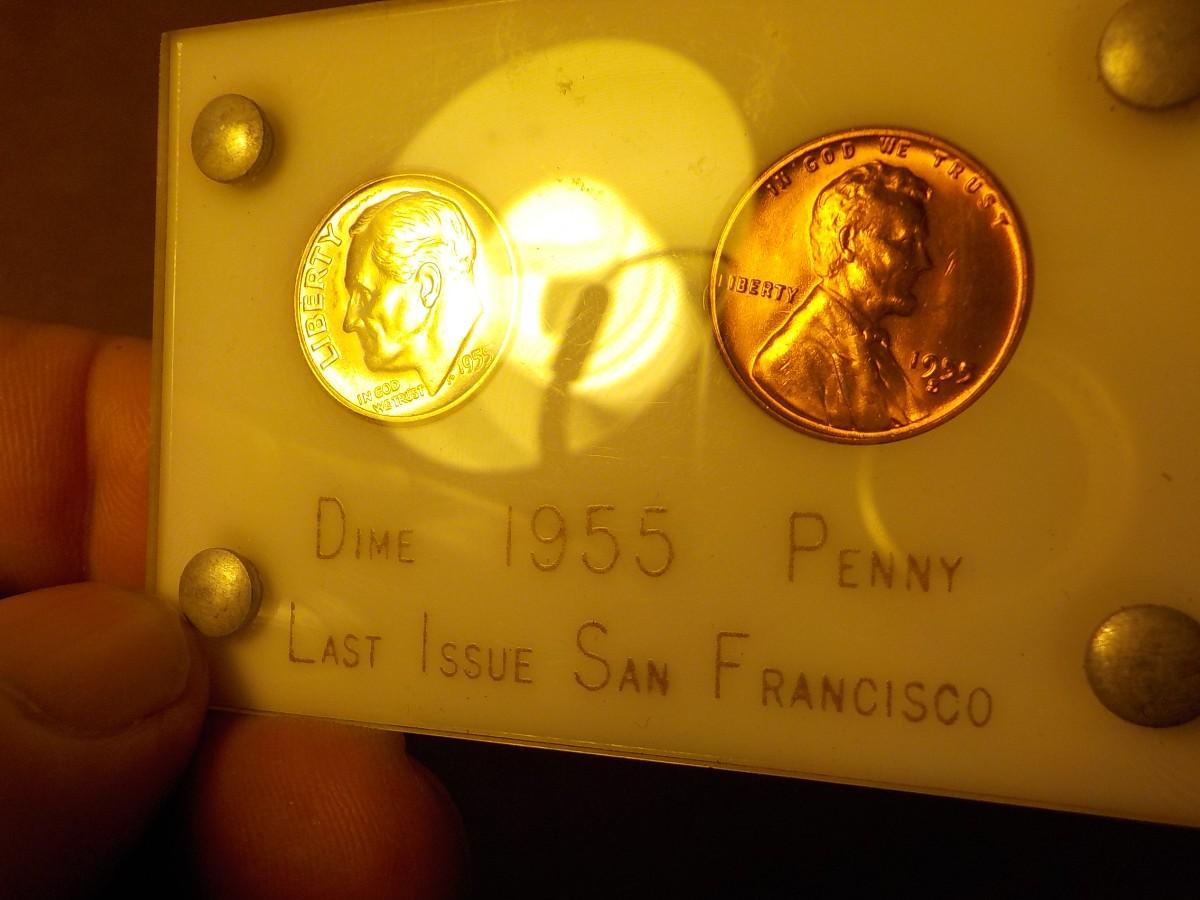 LIBERTY
IN GOD
WE TRUST
1955
IN GOD WE TRUST
LIBERTY
1955
S
DIME 1955 PENNY
LAST ISSUE SAN FRANCISCO